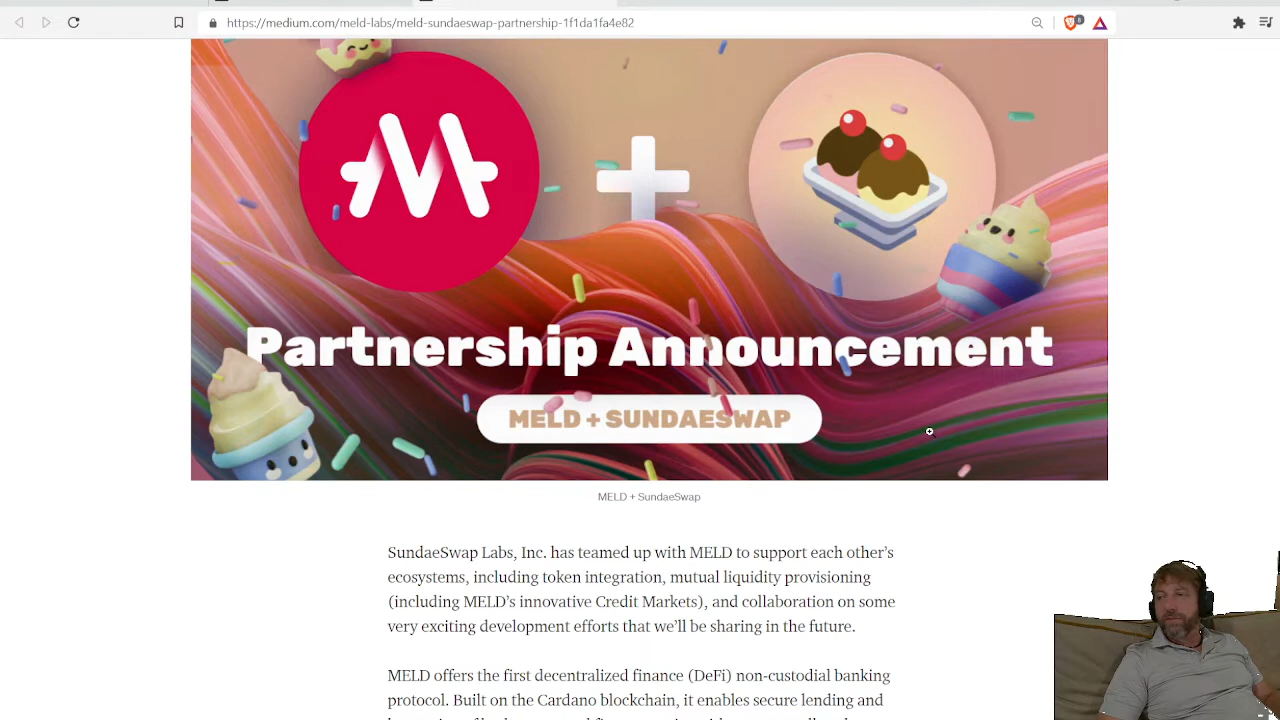 https://medium.com/meld-labs/meld-sundaeswap-partnership-1f1da1fa4e82
8
Partnership Announcement
MELD + SUNDAESWAP
MELD + SundaeSwap
SundaeSwap Labs, Inc. has teamed up with MELD to support each other’s
ecosystems, including token integration, mutual liquidity provisioning
(including MELD’s innovative Credit Markets), and collaboration on some
very exciting development efforts that we’ll be sharing in the future.
MELD offers the first decentralized finance (DeFi) non-custodial banking
protocol. Built on the Cardano blockchain, it enables secure lending and